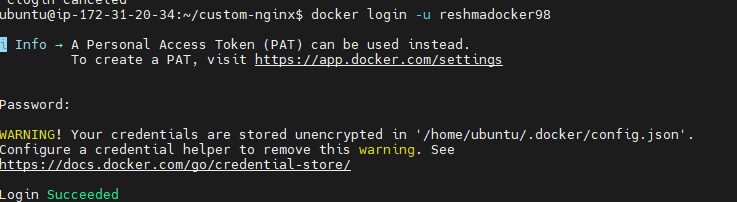 clogin canceled
ubuntu@ip-172-31-20-34:~/custom-nginx$ docker login -u reshmadocker98
i Info → A Personal Access Token (PAT) can be used instead.
To create a PAT, visit https://app.docker.com/settings
Password:
WARNING! Your credentials are stored unencrypted in '/home/ubuntu/.docker/config.json'.
Configure a credential helper to remove this warning. See
https://docs.docker.com/go/credential-store/
Login Succeeded